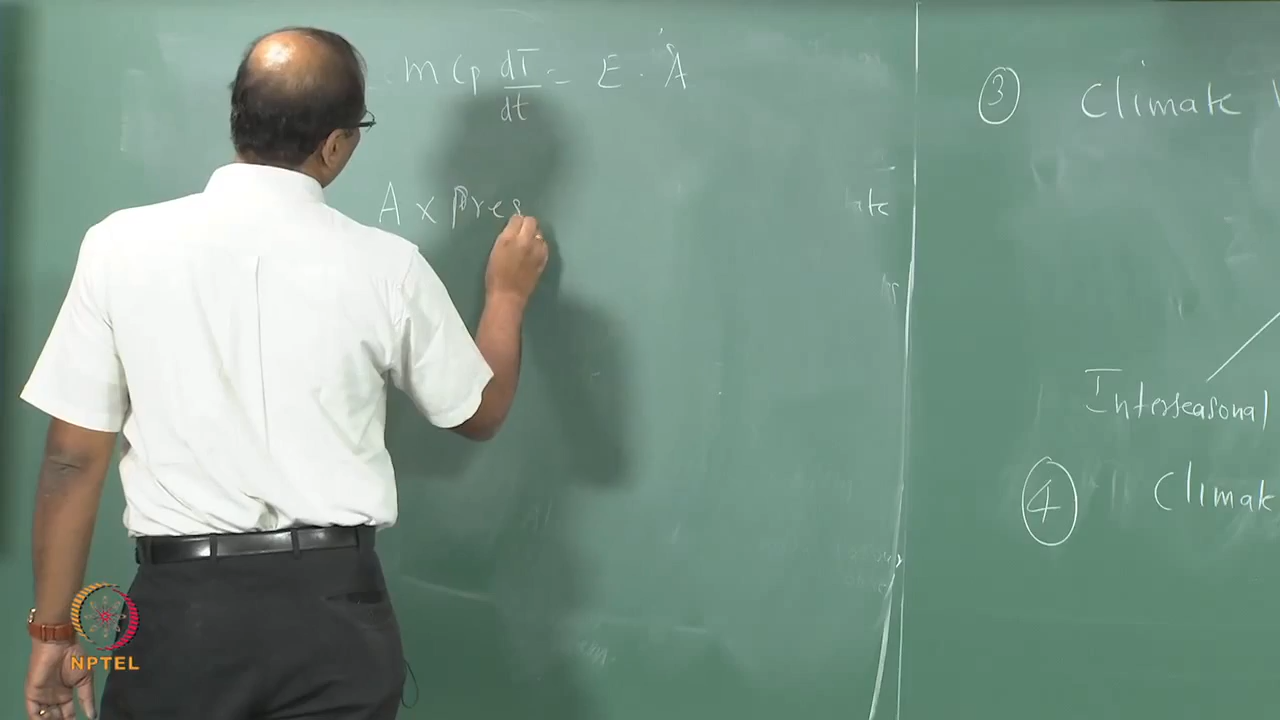 m Cp dT/dt = E · A
A x Pres
③ Climate
Interseasonal
④ Climate
NPTEL